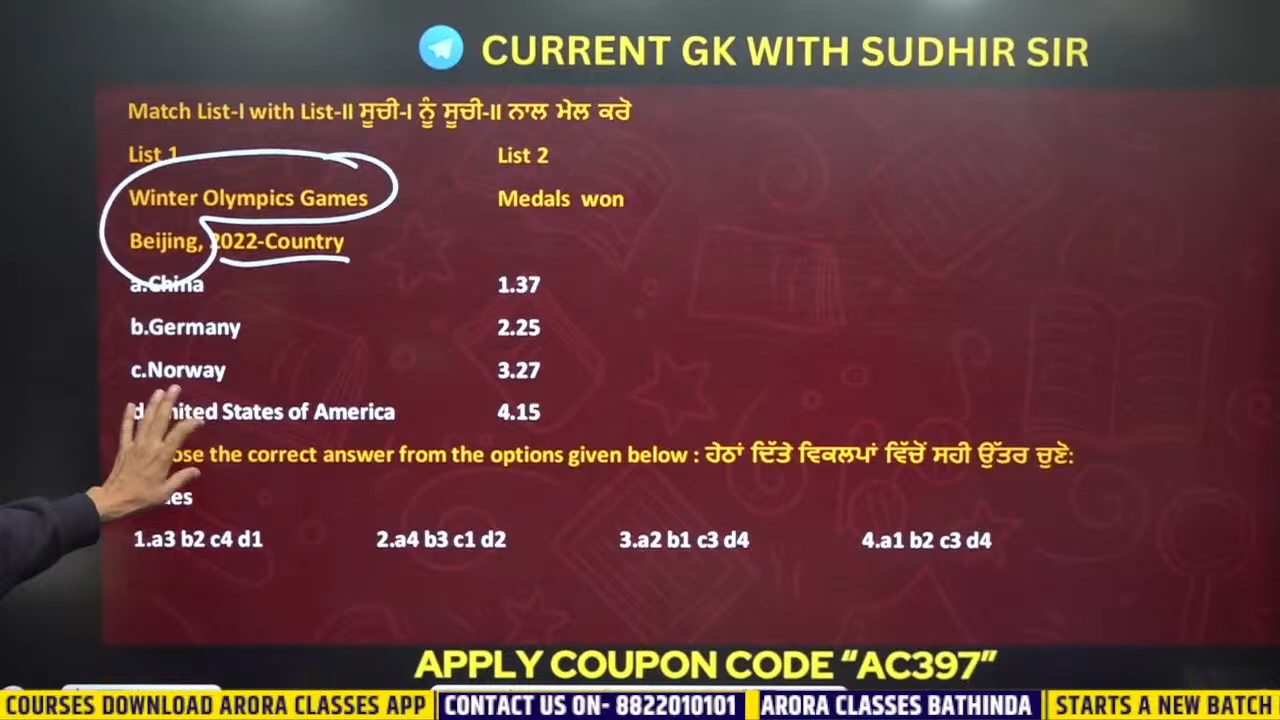 CURRENT GK WITH SUDHIR SIR
Match List-I with List-II ਸੂਚੀ-I ਨੂੰ ਸੂਚੀ-II ਨਾਲ ਮੇਲ ਕਰੋ
List 1 List 2
Winter Olympics Games Medals won
Beijing, 2022-Country
a.China 1.37
b.Germany 2.25
c.Norway 3.27
United States of America 4.15
the correct answer from the options given below : ਹੇਠਾਂ ਦਿੱਤੇ ਵਿਕਲਪਾਂ ਵਿੱਚੋਂ ਸਹੀ ਉੱਤਰ ਚੁਣੋ:
1.a3 b2 c4 d1 2.a4 b3 c1 d2 3.a2 b1 c3 d4 4.a1 b2 c3 d4
APPLY COUPON CODE “AC397”
COURSES DOWNLOAD ARORA CLASSES APP CONTACT US ON- 8822010101 ARORA CLASSES BATHINDA STARTS A NEW BATCH